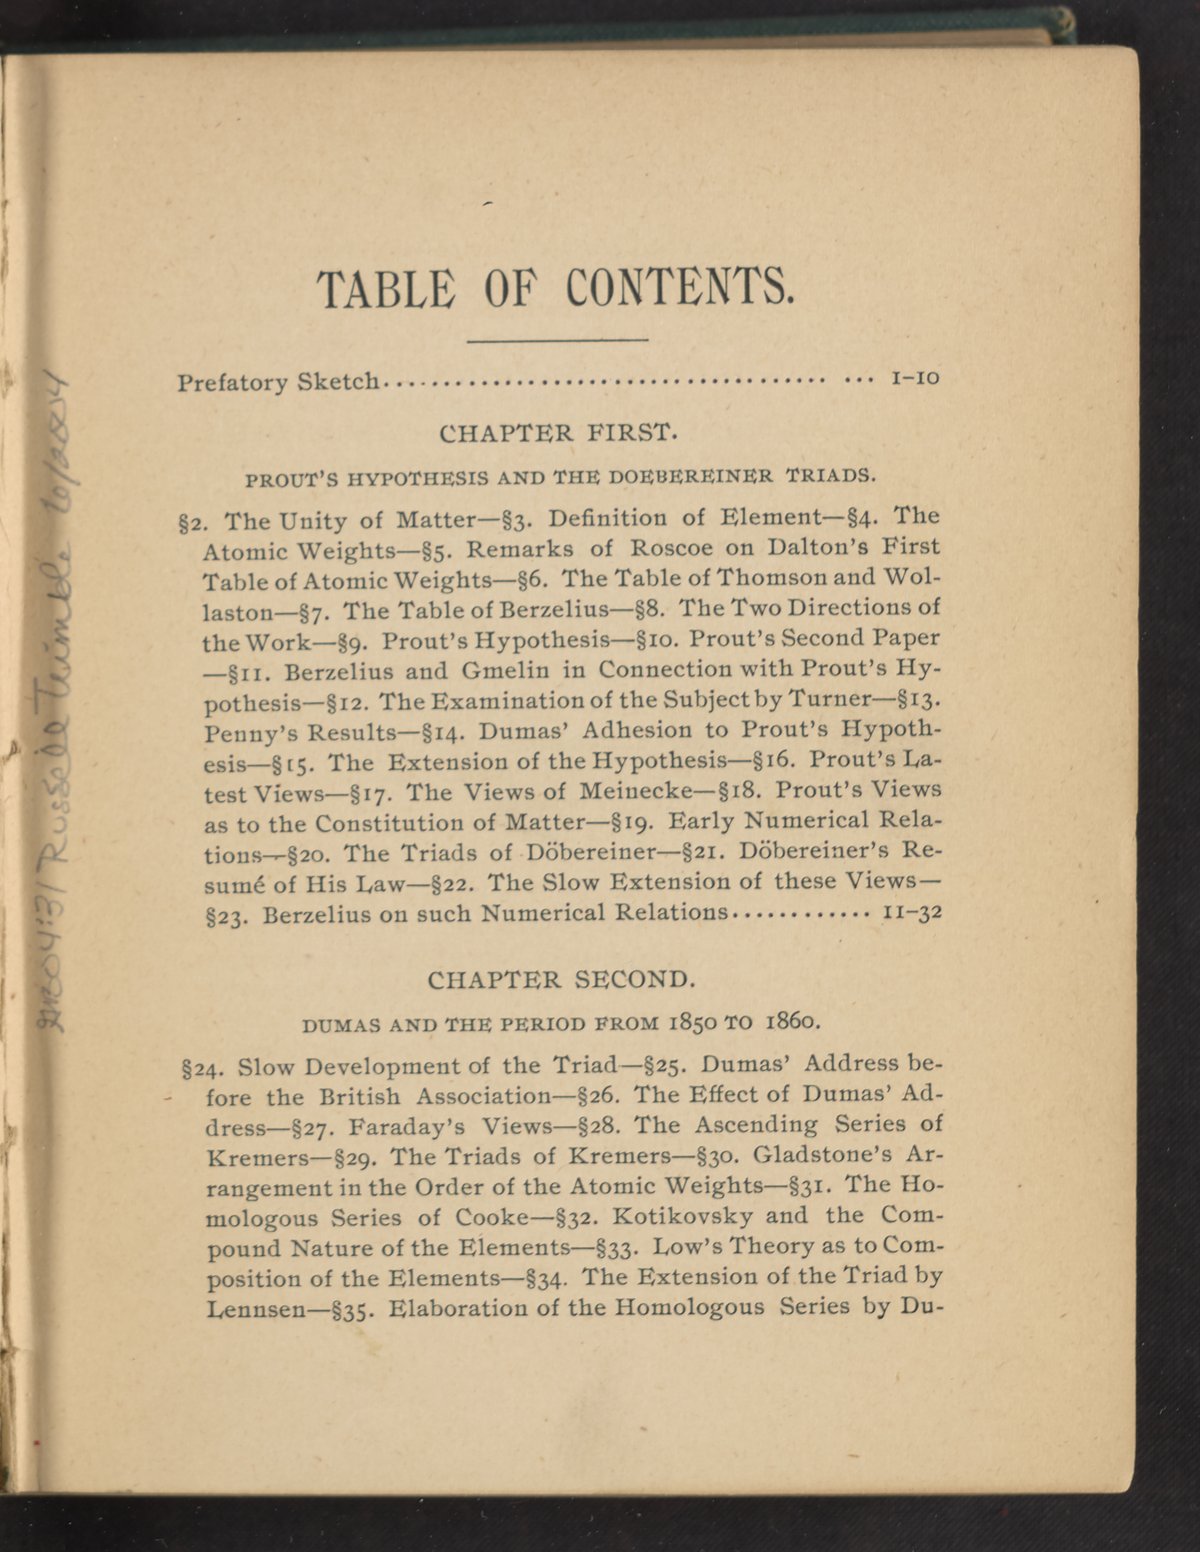 TABLE OF CONTENTS.
Prefatory Sketch........................................ ... 1–10
CHAPTER FIRST.
PROUT'S HYPOTHESIS AND THE DOEBEREINER TRIADS.
§2. The Unity of Matter—§3. Definition of Element—§4. The
Atomic Weights—§5. Remarks of Roscoe on Dalton's First
Table of Atomic Weights—§6. The Table of Thomson and Wol-
laston—§7. The Table of Berzelius—§8. The Two Directions of
the Work—§9. Prout's Hypothesis—§10. Prout's Second Paper
—§11. Berzelius and Gmelin in Connection with Prout's Hy-
pothesis—§12. The Examination of the Subject by Turner—§13.
Penny's Results—§14. Dumas' Adhesion to Prout's Hypoth-
esis—§15. The Extension of the Hypothesis—§16. Prout's La-
test Views—§17. The Views of Meinecke—§18. Prout's Views
as to the Constitution of Matter—§19. Early Numerical Rela-
tions—§20. The Triads of Döbereiner—§21. Döbereiner's Re-
sumé of His Law—§22. The Slow Extension of these Views—
§23. Berzelius on such Numerical Relations............ 11–32
CHAPTER SECOND.
DUMAS AND THE PERIOD FROM 1850 TO 1860.
§24. Slow Development of the Triad—§25. Dumas' Address be-
fore the British Association—§26. The Effect of Dumas' Ad-
dress—§27. Faraday's Views—§28. The Ascending Series of
Kremers—§29. The Triads of Kremers—§30. Gladstone's Ar-
rangement in the Order of the Atomic Weights—§31. The Ho-
mologous Series of Cooke—§32. Kotikovsky and the Com-
pound Nature of the Elements—§33. Low's Theory as to Com-
position of the Elements—§34. The Extension of the Triad by
Lennsen—§35. Elaboration of the Homologous Series by Du-